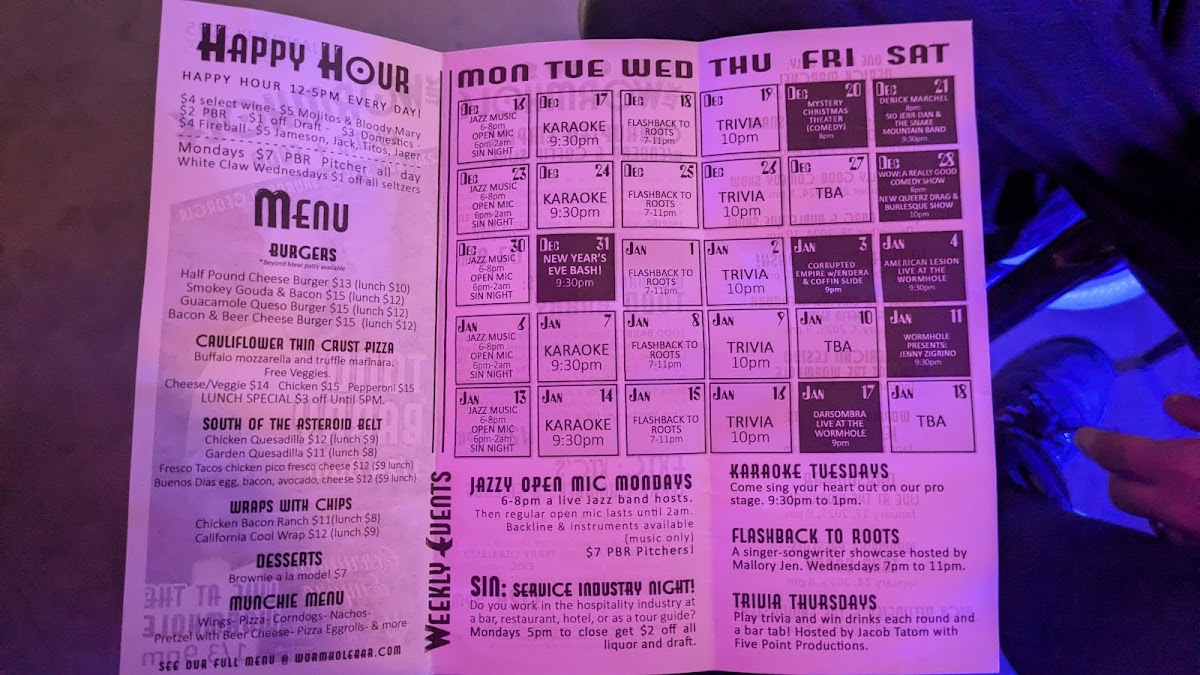 Happy Hour
HAPPY HOUR 12-5PM EVERY DAY!
$4 select wine- $5 Mojitos & Bloody Mary
$2 PBR - $1 off Draft - $3 Domestics -
$4 Fireball- $5 Jameson, Jack, Titos, Jager
Mondays $7 PBR Pitcher all day
White Claw Wednesdays $1 off all seltzers
Menu
BURGERS
*Beyond Meat patty available
Half Pound Cheese Burger $13 (lunch $10)
Smokey Gouda & Bacon $15 (lunch $12)
Guacamole Queso Burger $15 (lunch $12)
Bacon & Beer Cheese Burger $15 (lunch $12)
CAULIFLOWER THIN CRUST PIZZA
Buffalo mozzarella and truffle marinara.
Free Veggies.
Cheese/Veggie $14 Chicken $15 Pepperoni $15
LUNCH SPECIAL $3 off Until 5PM.
SOUTH OF THE ASTEROID BELT
Chicken Quesadilla $12 (lunch $9)
Garden Quesadilla $11 (lunch $8)
Fresco Tacos chicken pico fresco cheese $12 ($9 lunch)
Buenos Dias egg, bacon, avocado, cheese $12 ($9 lunch)
WRAPS WITH CHIPS
Chicken Bacon Ranch $11(lunch $8)
California Cool Wrap $12 (lunch $9)
DESSERTS
Brownie a la model $7
MUNCHIE MENU
Wings- Pizza- Corndogs- Nachos-
Pretzel with Beer Cheese- Pizza Eggrolls- & more
SEE OUR FULL MENU @ WORMHOLEBAR.COM
MON TUE WED THU FRI SAT
DEC 16
JAZZ MUSIC
6-8pm
OPEN MIC
6pm-2am
SIN NIGHT
DEC 17
KARAOKE
9:30pm
DEC 18
FLASHBACK TO
ROOTS
7-11pm
DEC 19
TRIVIA
10pm
DEC 20
MYSTERY
CHRISTMAS
THEATER
(COMEDY)
8pm
DEC 21
DERICK MARCHEL
8pm
SID JERR-DAN &
THE SNAKE
MOUNTAIN BAND
9:30pm
DEC 23
JAZZ MUSIC
6-8pm
OPEN MIC
6pm-2am
SIN NIGHT
DEC 24
KARAOKE
9:30pm
DEC 25
FLASHBACK TO
ROOTS
7-11pm
DEC 26
TRIVIA
10pm
DEC 27
TBA
DEC 28
WOW: A REALLY GOOD
COMEDY SHOW
8pm
NEW QUEERZ DRAG &
BURLESQUE SHOW
10pm
DEC 30
JAZZ MUSIC
6-8pm
OPEN MIC
6pm-2am
SIN NIGHT
DEC 31
NEW YEAR'S
EVE BASH!
9:30pm
JAN 1
FLASHBACK TO
ROOTS
7-11pm
JAN 2
TRIVIA
10pm
JAN 3
CORRUPTED
EMPIRE w/ENDERA
& COFFIN SLIDE
9pm
JAN 4
AMERICAN LESION
LIVE AT THE
WORMHOLE
9:30pm
JAN 6
JAZZ MUSIC
6-8pm
OPEN MIC
6pm-2am
SIN NIGHT
JAN 7
KARAOKE
9:30pm
JAN 8
FLASHBACK TO
ROOTS
7-11pm
JAN 9
TRIVIA
10pm
JAN 10
TBA
JAN 11
WORMHOLE
PRESENTS:
JENNY ZIGRINO
9:30pm
JAN 13
JAZZ MUSIC
6-8pm
OPEN MIC
6pm-2am
SIN NIGHT
JAN 14
KARAOKE
9:30pm
JAN 15
FLASHBACK TO
ROOTS
7-11pm
JAN 16
TRIVIA
10pm
JAN 17
DARSOMBRA
LIVE AT THE
WORMHOLE
9pm
JAN 18
TBA
WEEKLY EVENTS
JAZZY OPEN MIC MONDAYS
6-8pm a live Jazz band hosts.
Then regular open mic lasts until 2am.
Backline & instruments available
(music only)
$7 PBR Pitchers!
SIN: SERVICE INDUSTRY NIGHT!
Do you work in the hospitality industry at
a bar, restaurant, hotel, or as a tour guide?
Mondays 5pm to close get $2 off all
liquor and draft.
KARAOKE TUESDAYS
Come sing your heart out on our pro
stage. 9:30pm to 1pm.
FLASHBACK TO ROOTS
A singer-songwriter showcase hosted by
Mallory Jen. Wednesdays 7pm to 11pm.
TRIVIA THURSDAYS
Play trivia and win drinks each round and
a bar tab! Hosted by Jacob Tatom with
Five Point Productions.